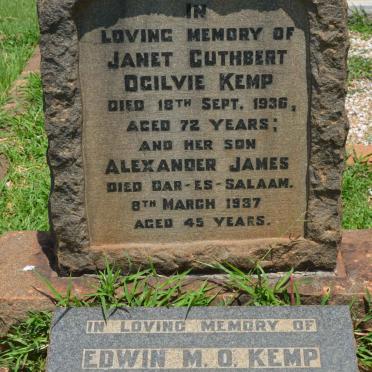 IN
LOVING MEMORY OF
JANET CUTHBERT
OGILVIE KEMP
DIED 18TH SEPT. 1936,
AGED 72 YEARS;
AND HER SON
ALEXANDER JAMES
DIED DAR-ES-SALAAM.
8TH MARCH 1937
AGED 45 YEARS.
IN LOVING MEMORY OF
EDWIN M. O. KEMP